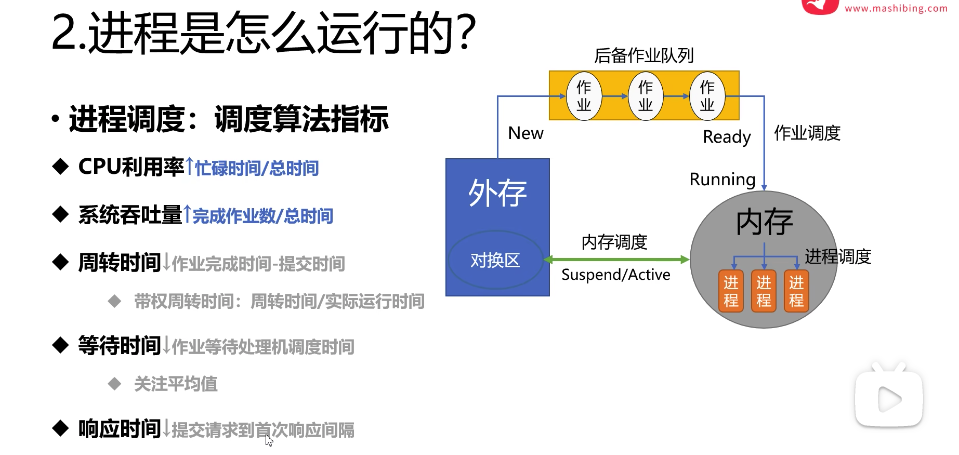 www.mashibing.com
2.进程是怎么运行的？
• 进程调度：调度算法指标
◆ CPU利用率↑忙碌时间/总时间
◆ 系统吞吐量↑完成作业数/总时间
◆ 周转时间↓作业完成时间-提交时间
◆ 带权周转时间：周转时间/实际运行时间
◆ 等待时间↓作业等待处理机调度时间
◆ 关注平均值
◆ 响应时间↓提交请求到首次响应间隔
后备作业队列
作业
作业
作业
New
Ready
作业调度
Running
外存
内存
对换区
内存调度
Suspend/Active
进程调度
进程
进程
进程